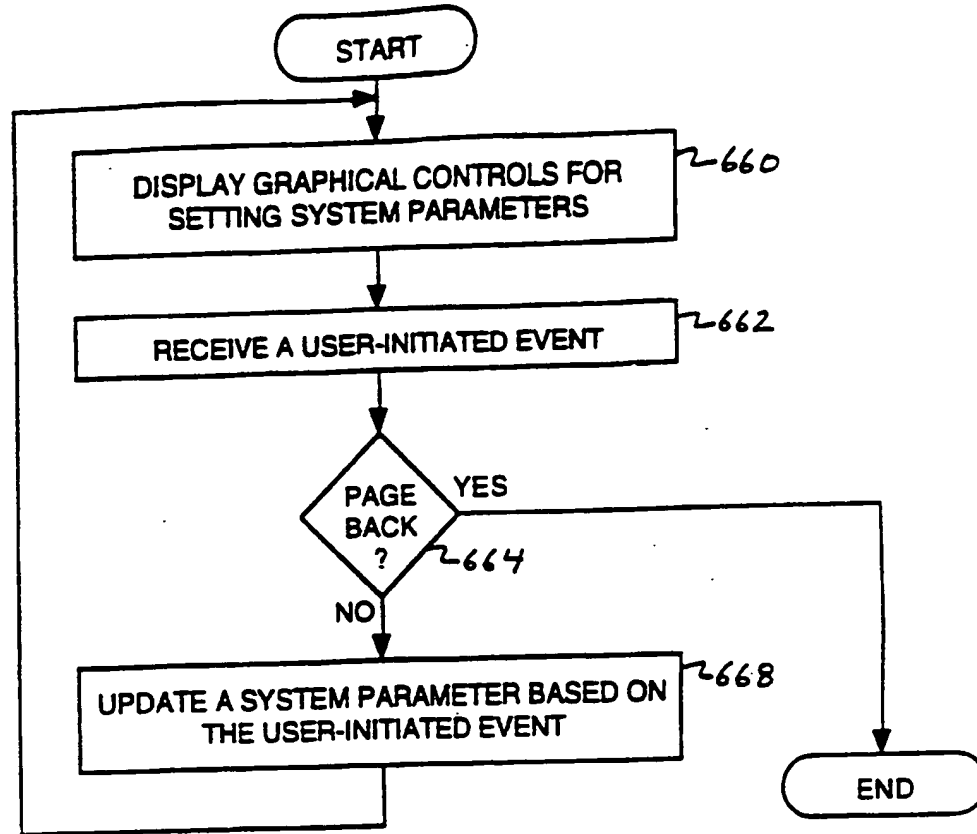 START
DISPLAY GRAPHICAL CONTROLS FOR
SETTING SYSTEM PARAMETERS
660
RECEIVE A USER-INITIATED EVENT
662
PAGE
BACK
?
YES
664
NO
UPDATE A SYSTEM PARAMETER BASED ON
THE USER-INITIATED EVENT
668
END